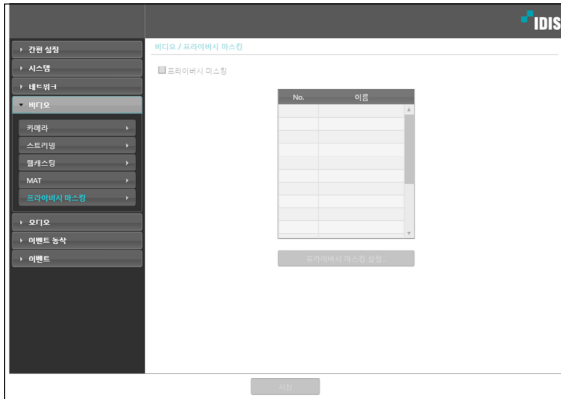 IDIS
간편 설정
시스템
네트워크
비디오
카메라
스트리밍
웹캐스팅
MAT
프라이버시 마스킹
오디오
이벤트 동작
이벤트
비디오 / 프라이버시 마스킹
프라이버시 마스킹
No. 이름
프라이버시 마스킹 설정
저장